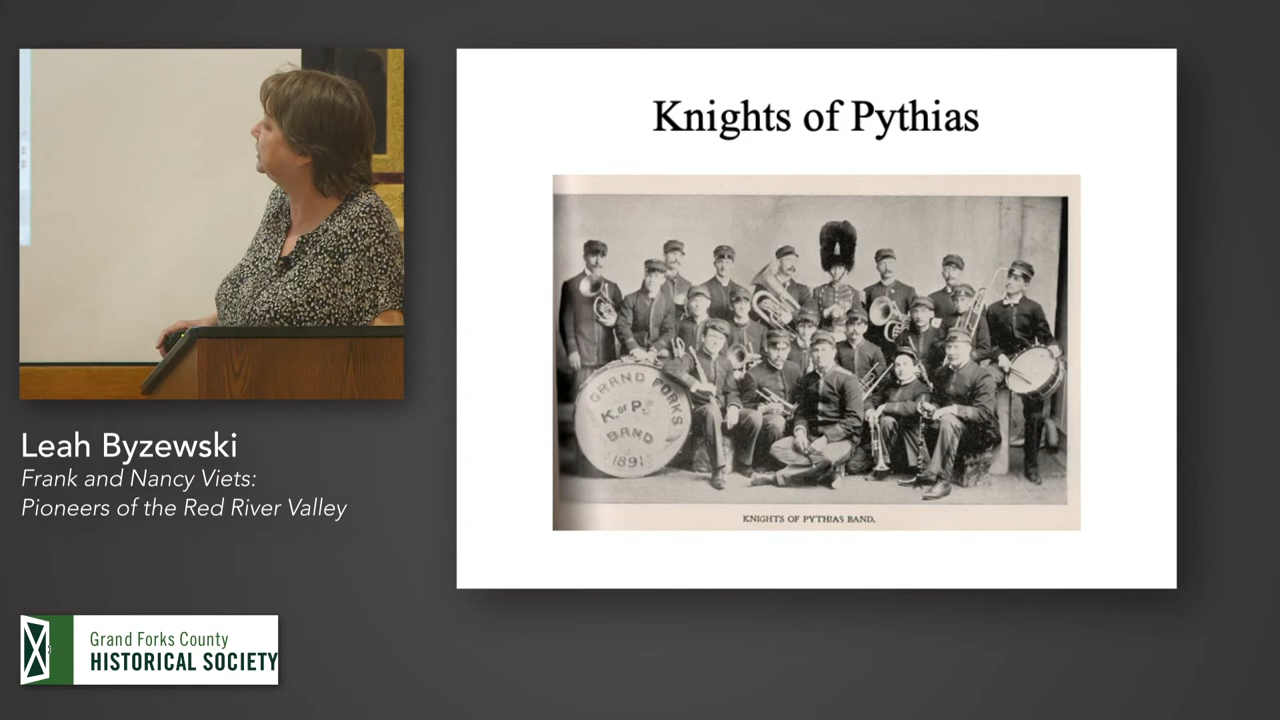 Knights of Pythias
GRAND FORKS
K. OF P.
BAND
1891
KNIGHTS OF PYTHIAS BAND.
Leah Byzewski
Frank and Nancy Viets:
Pioneers of the Red River Valley
Grand Forks County
HISTORICAL SOCIETY